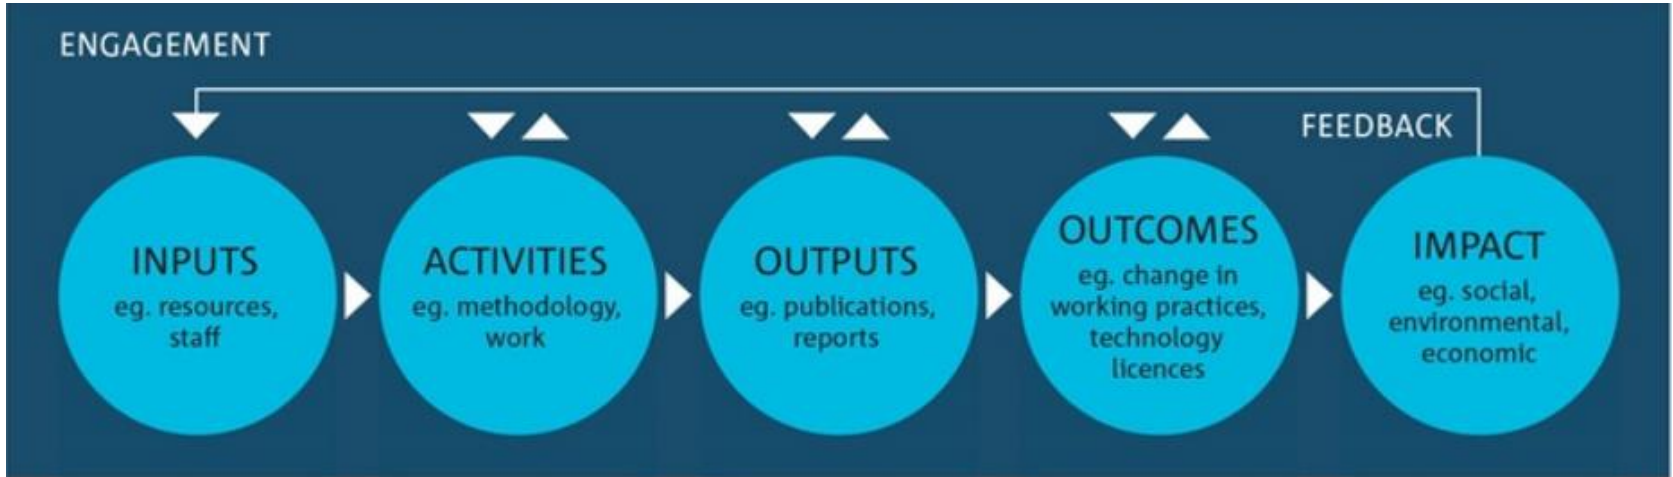 ENGAGEMENT
FEEDBACK
INPUTS
eg. resources,
staff
ACTIVITIES
eg. methodology,
work
OUTPUTS
eg. publications,
reports
OUTCOMES
eg. change in
working practices,
technology
licences
IMPACT
eg. social,
environmental,
economic